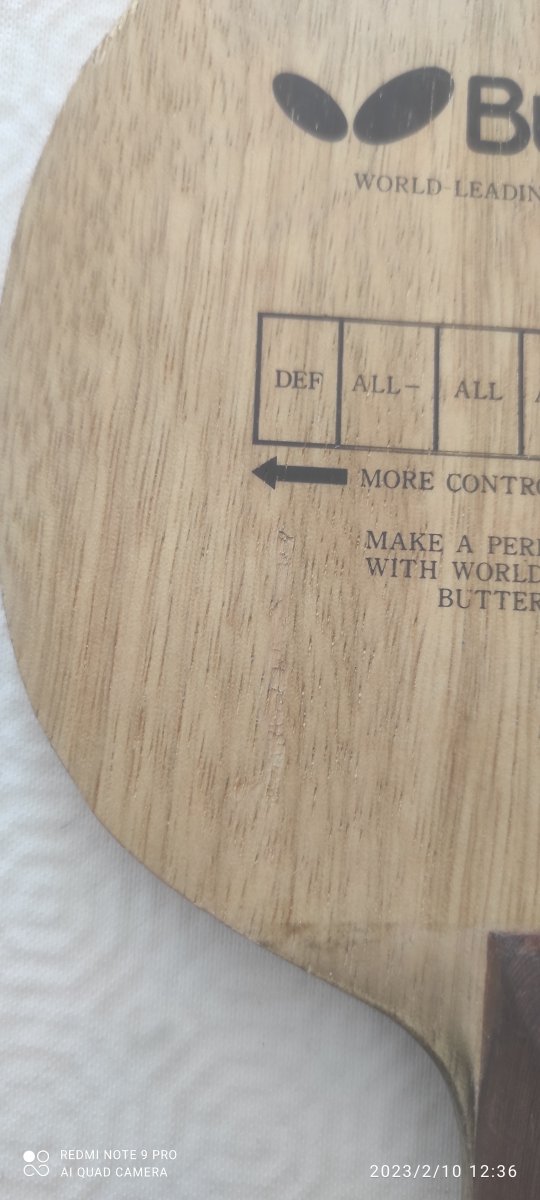 Bu
WORLD-LEADIN
DEF ALL- ALL
MORE CONTRO
MAKE A PER
WITH WORLD
BUTTER
REDMI NOTE 9 PRO
AI QUAD CAMERA
2023/2/10 12:36